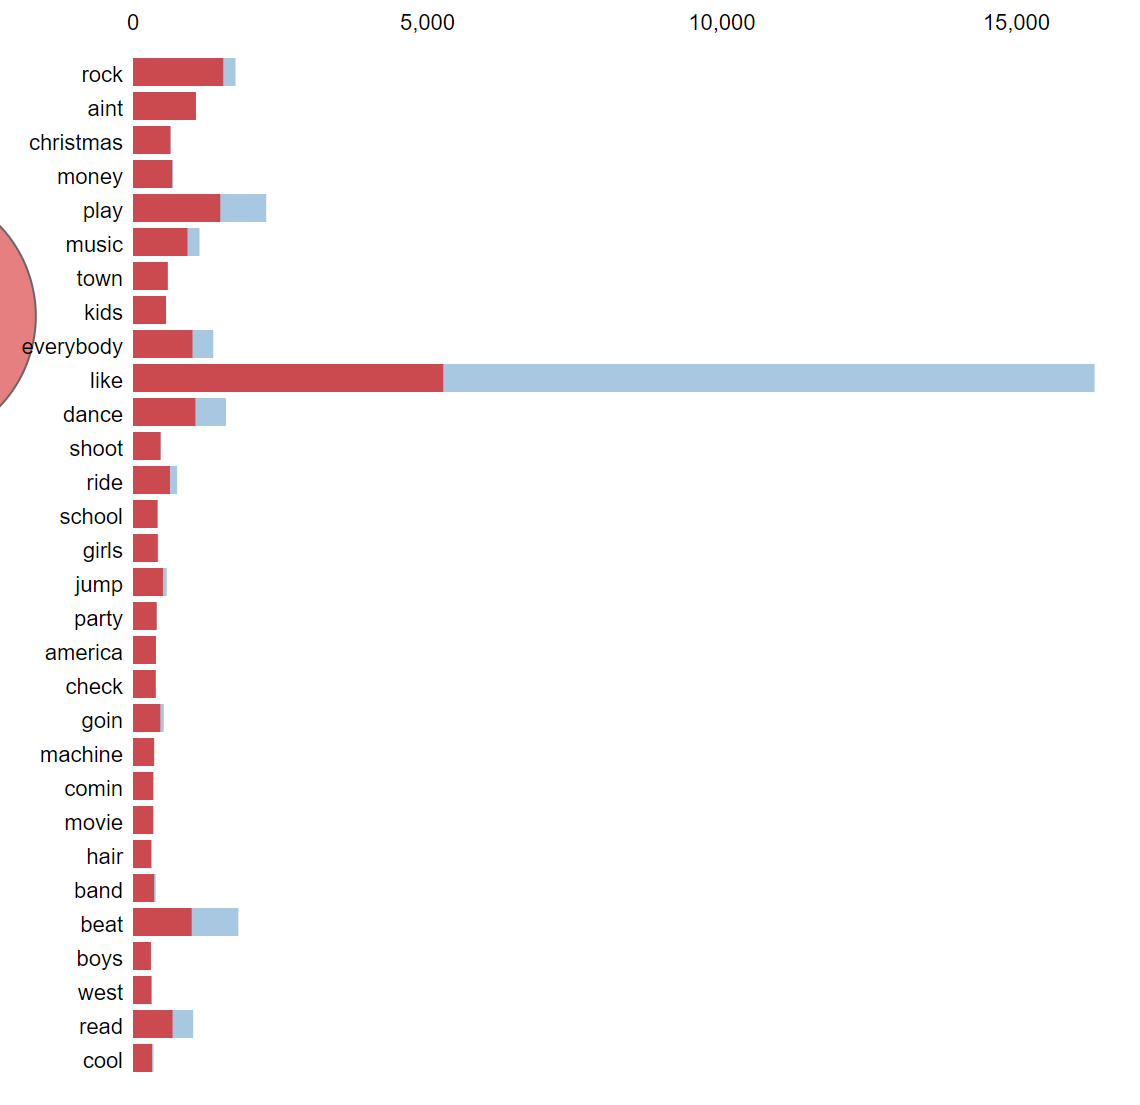 0 5,000 10,000 15,000
rock
aint
christmas
money
play
music
town
kids
everybody
like
dance
shoot
ride
school
girls
jump
party
america
check
goin
machine
comin
movie
hair
band
beat
boys
west
read
cool